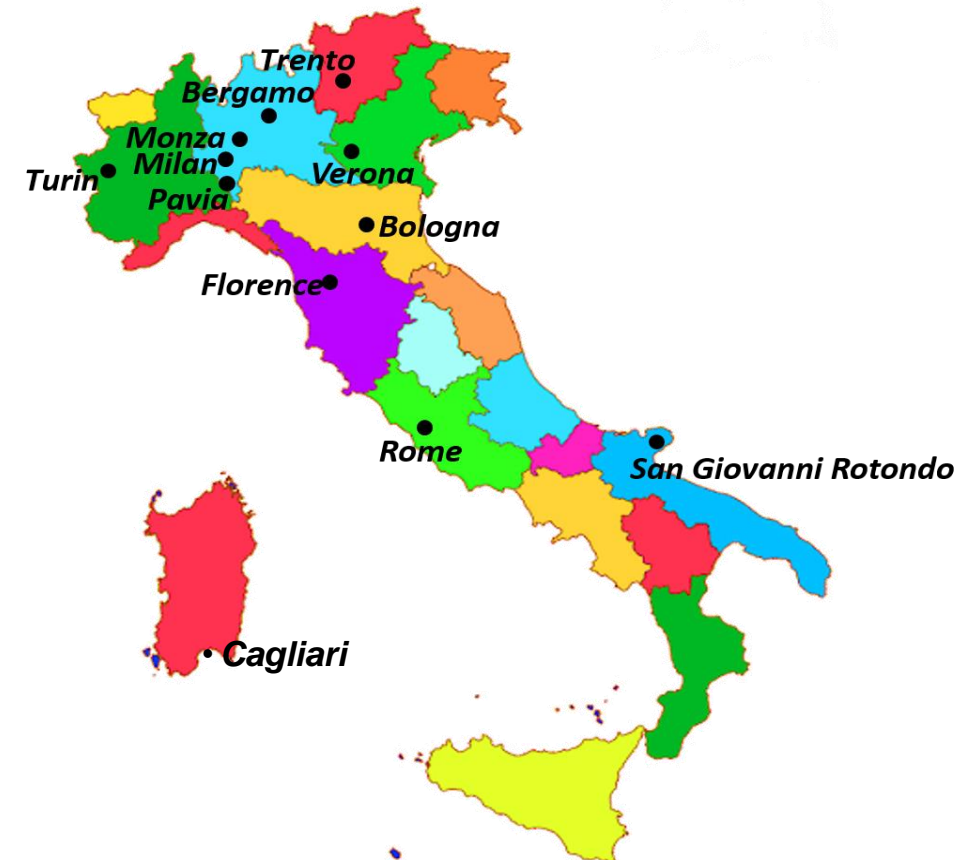 Trento
Bergamo
Monza
Milan
Turin
Verona
Pavia
Bologna
Florence
Rome
San Giovanni Rotondo
Cagliari